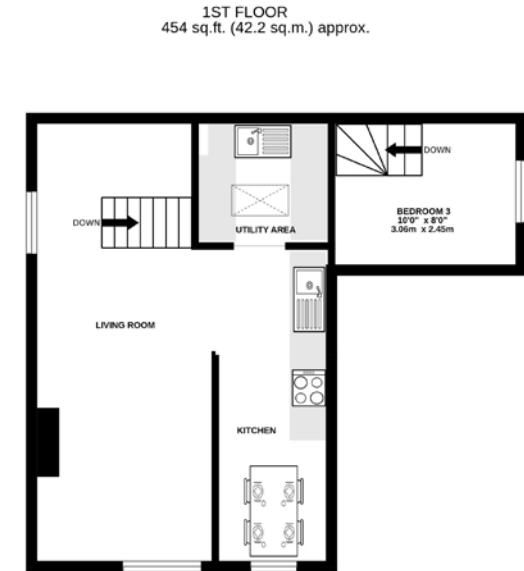 1ST FLOOR
454 sq.ft. (42.2 sq.m.) approx.
DOWN
BEDROOM 3
10'0" x 8'0"
3.06m x 2.45m
DOWN
UTILITY AREA
LIVING ROOM
KITCHEN